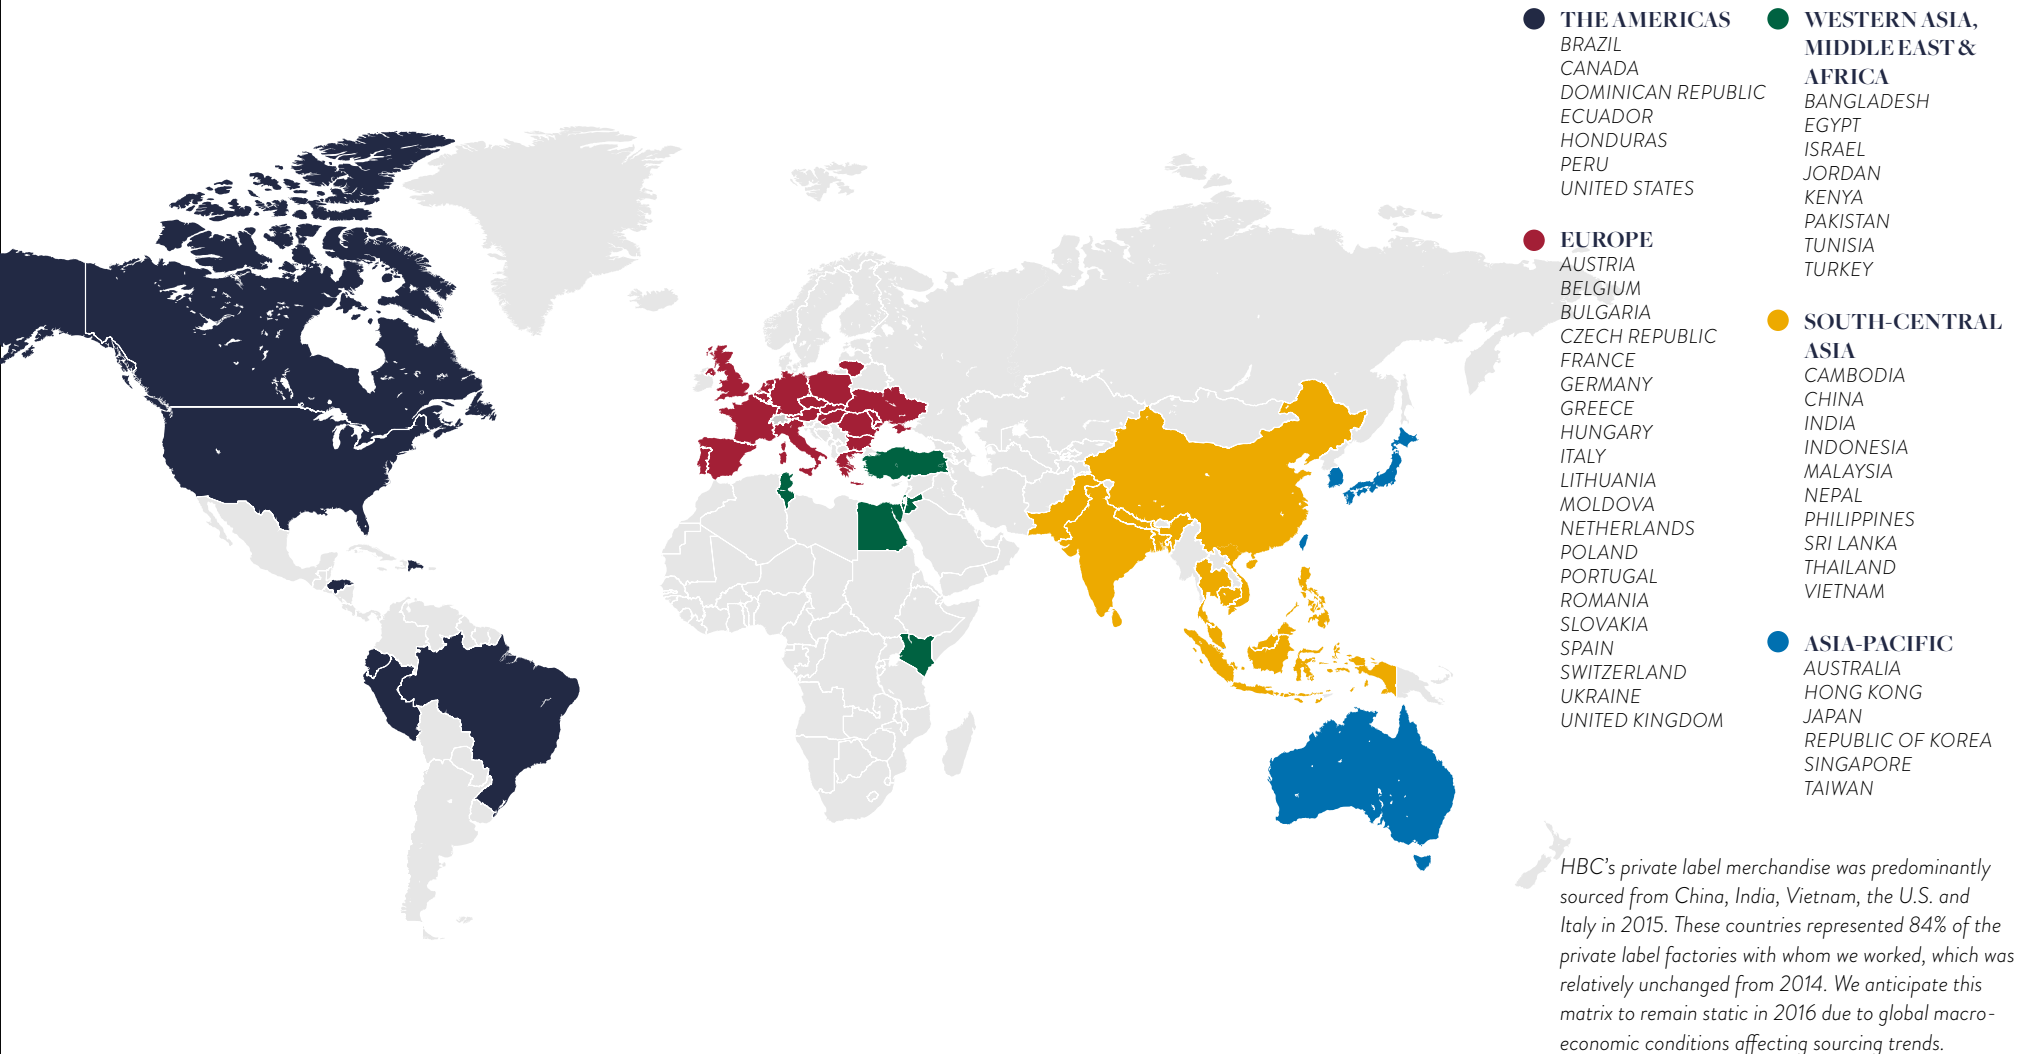 THE AMERICAS
BRAZIL
CANADA
DOMINICAN REPUBLIC
ECUADOR
HONDURAS
PERU
UNITED STATES
EUROPE
AUSTRIA
BELGIUM
BULGARIA
CZECH REPUBLIC
FRANCE
GERMANY
GREECE
HUNGARY
ITALY
LITHUANIA
MOLDOVA
NETHERLANDS
POLAND
PORTUGAL
ROMANIA
SLOVAKIA
SPAIN
SWITZERLAND
UKRAINE
UNITED KINGDOM
WESTERN ASIA,
MIDDLE EAST &
AFRICA
BANGLADESH
EGYPT
ISRAEL
JORDAN
KENYA
PAKISTAN
TUNISIA
TURKEY
SOUTH-CENTRAL
ASIA
CAMBODIA
CHINA
INDIA
INDONESIA
MALAYSIA
NEPAL
PHILIPPINES
SRI LANKA
THAILAND
VIETNAM
ASIA-PACIFIC
AUSTRALIA
HONG KONG
JAPAN
REPUBLIC OF KOREA
SINGAPORE
TAIWAN
HBC's private label merchandise was predominantly
sourced from China, India, Vietnam, the U.S. and
Italy in 2015. These countries represented 84% of the
private label factories with whom we worked, which was
relatively unchanged from 2014. We anticipate this
matrix to remain static in 2016 due to global macro-
economic conditions affecting sourcing trends.